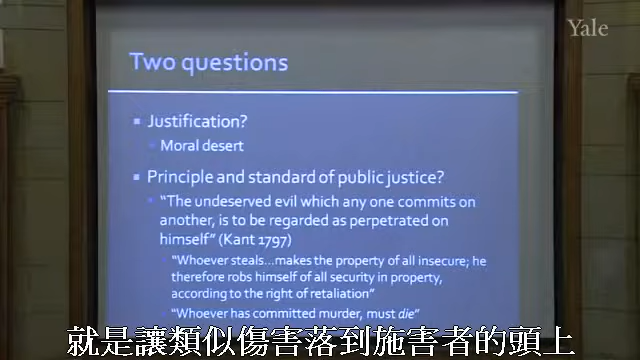 Yale
Two questions
Justification?
Moral desert
Principle and standard of public justice?
"The undeserved evil which any one commits on
another, is to be regarded as perpetrated on
himself" (Kant 1797)
"Whoever steals...makes the property of all insecure; he
therefore robs himself of all security in property,
according to the right of retaliation"
"Whoever has committed murder, must die"
就是讓類似傷害落到施害者的頭上